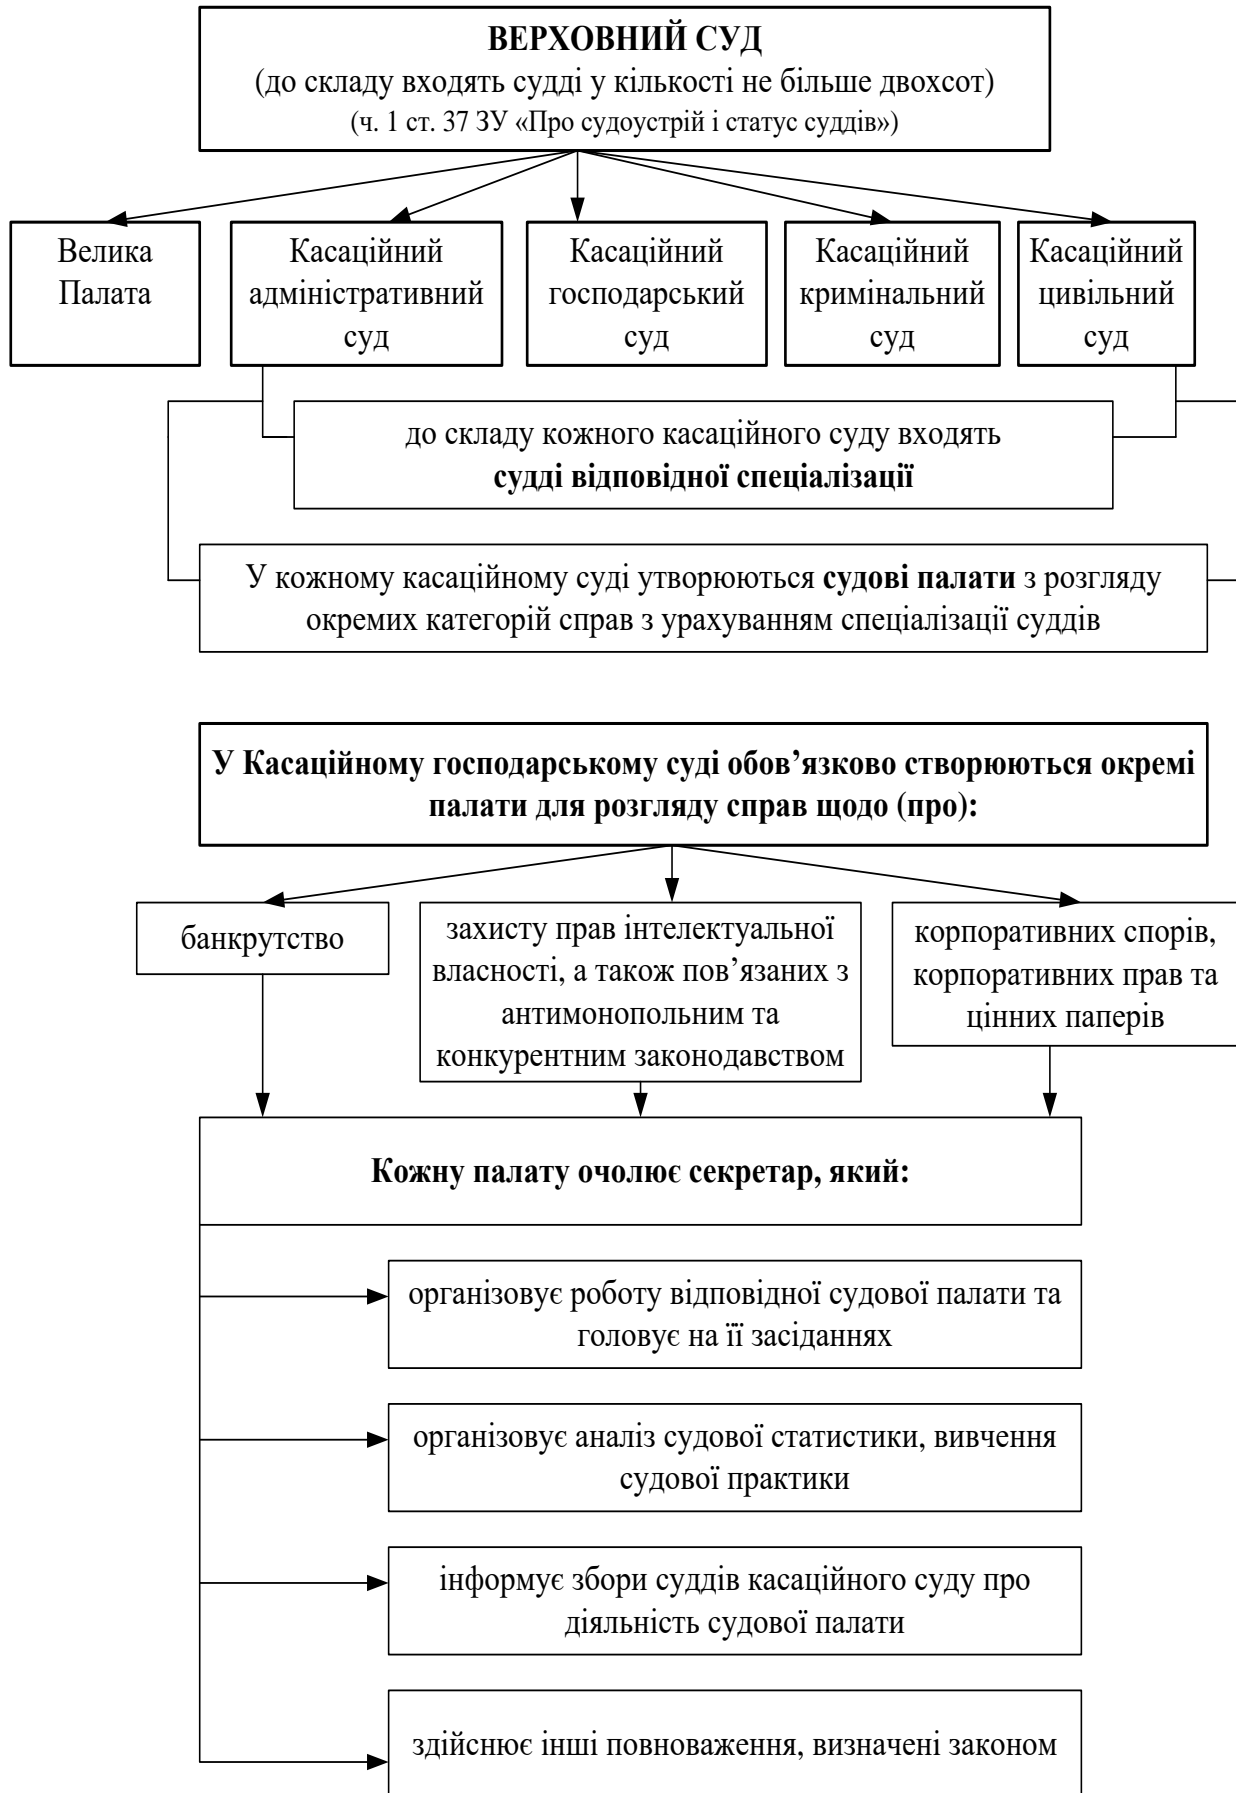 ВЕРХОВНИЙ СУД
(до складу входять судді у кількості не більше двохсот)
(ч. 1 ст. 37 ЗУ «Про судоустрій і статус суддів»)
Велика
Палата
Касаційний
адміністративний
суд
Касаційний
господарський
суд
Касаційний
кримінальний
суд
Касаційний
цивільний
суд
до складу кожного касаційного суду входять
судді відповідної спеціалізації
У кожному касаційному суді утворюються судові палати з розгляду
окремих категорій справ з урахуванням спеціалізації суддів
У Касаційному господарському суді обов’язково створюються окремі
палати для розгляду справ щодо (про):
банкрутство
захисту прав інтелектуальної
власності, а також пов’язаних з
антимонопольним та
конкурентним законодавством
корпоративних спорів,
корпоративних прав та
цінних паперів
Кожну палату очолює секретар, який:
організовує роботу відповідної судової палати та
головує на її засіданнях
організовує аналіз судової статистики, вивчення
судової практики
інформує збори суддів касаційного суду про
діяльність судової палати
здійснює інші повноваження, визначені законом